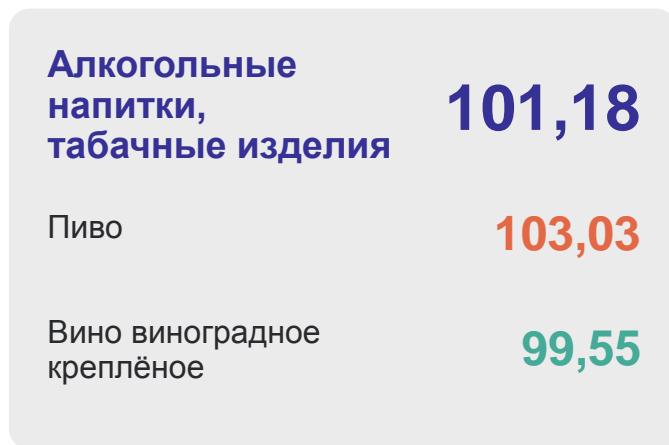 Алкогольные
напитки,
табачные изделия
101,18
Пиво
103,03
Вино виноградное
креплёное
99,55